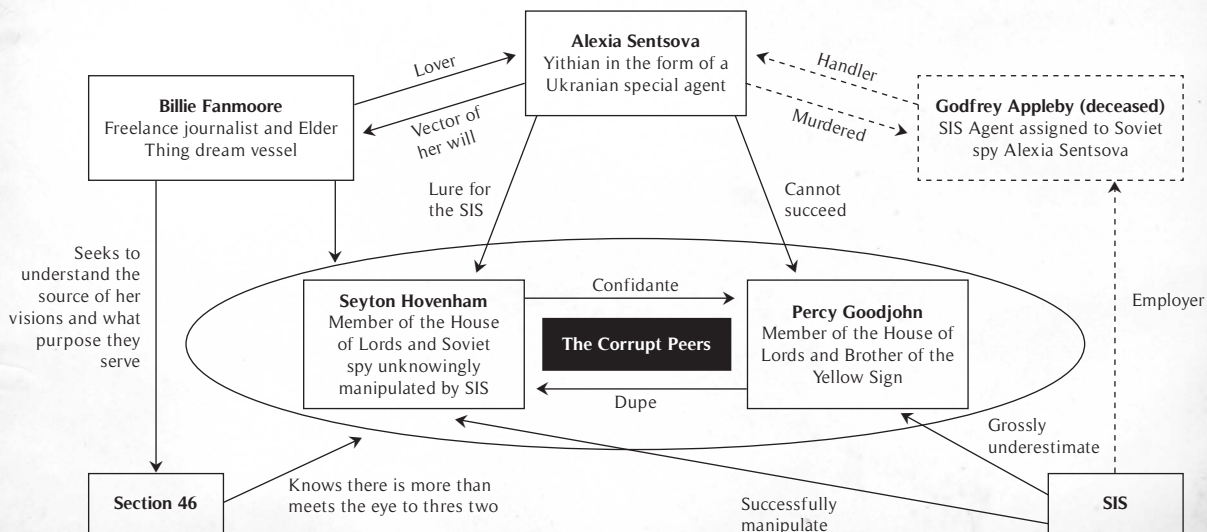 Alexia Sentsova
Yithian in the form of a
Ukranian special agent
Billie Fanmoore
Freelance journalist and Elder
Thing dream vessel
Lover
Vector of
her will
Handler
Murdered
Godfrey Appleby (deceased)
SIS Agent assigned to Soviet
spy Alexia Sentsova
Lure for
the SIS
Cannot
succeed
Seeks to
understand the
source of her
visions and what
purpose they
serve
Seyton Hovenham
Member of the House
of Lords and Soviet
spy unknowingly
manipulated by SIS
Confidante
The Corrupt Peers
Dupe
Percy Goodjohn
Member of the House of
Lords and Brother of the
Yellow Sign
Employer
Grossly
underestimate
Section 46
Knows there is more than
meets the eye to thres two
Successfully
manipulate
SIS